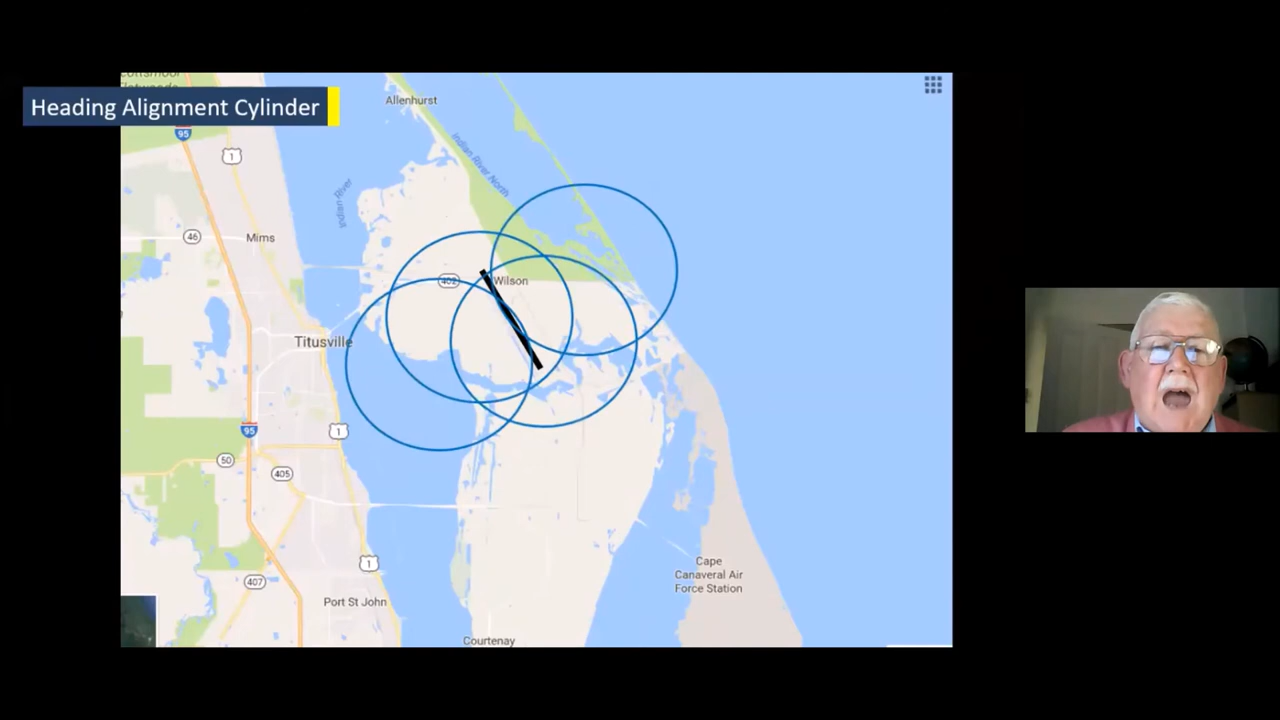 Heading Alignment Cylinder
Allenhurst
95
1
Indian River North
Indian River
46
Mims
402
Wilson
Titusville
95
1
50
405
1
Cape
Canaveral Air
Force Station
407
Port St John
Courtenay